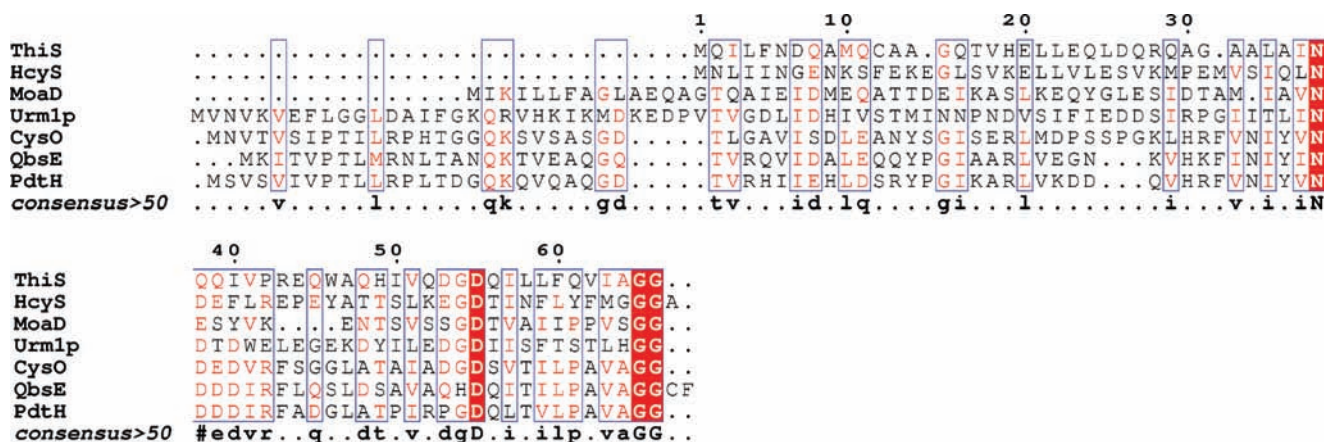 1 10 20 30
ThiS ...............................MQILFNDQAMQCAA.GQTVHELLEQLDQRQAG.AALAIN
HcyS ...............................MNLIINGENKSFEKEGLSVKELLVLESVKMPEMVSIQLN
MoaD .................MIKILLFAGLAEQAGTQAIEIDMEQATTDEIKASLKEQYGLESIDTAM.IAVN
Urm1p MVNVKVEFLGGLDAIFGKQRVHKIKMDKEDPVTVGDLIDHIVSTMINNPNDVSIFIEDDSIRPGIITLIN
CysO .MNVTVSIPTILRPHTGGQKSVSASGD.....TLGAVISDLEANYSGISERLMDPSSPGKLHRFVNIYVN
QbsE ...MKITVPTLMRNLTANQKTVEAQGQ.....TVRQVIDALEQQYPGIAARLVEGN...KVHKFINIYIN
PdtH .MSVSVIVPTLLRPLTDGQKQVQAQGD.....TVRHIIEHLDSRYPGIKARLVKDD...QVHRFVNIYVN
consensus>50 .....v.....l......qk.....gd.....tv...id.lq....gi...l........i...v.i.iN
40 50 60
ThiS QQIVPREQWAQHIVQDGDQILLFQVIAGG..
HcyS DEFLREPEYATTSLKEGDTINFLYFMGGGA.
MoaD ESYVK...ENTSVSSGDTVAIIPPVSGG..
Urm1p DTDWELEGEKDYILEDGDIISFTSTLHGG..
CysO DEDVRFSGGLATAIADGDSVTILPAVAGG..
QbsE DDDIRFLQSLDSAVAQHDQITILPAVAGGCF
PdtH DDDIRFADGLATPIRPGDQLTVLPAVAGG..
consensus>50 #edvr..q..dt.v.dgD.i.ilp.vaGG..